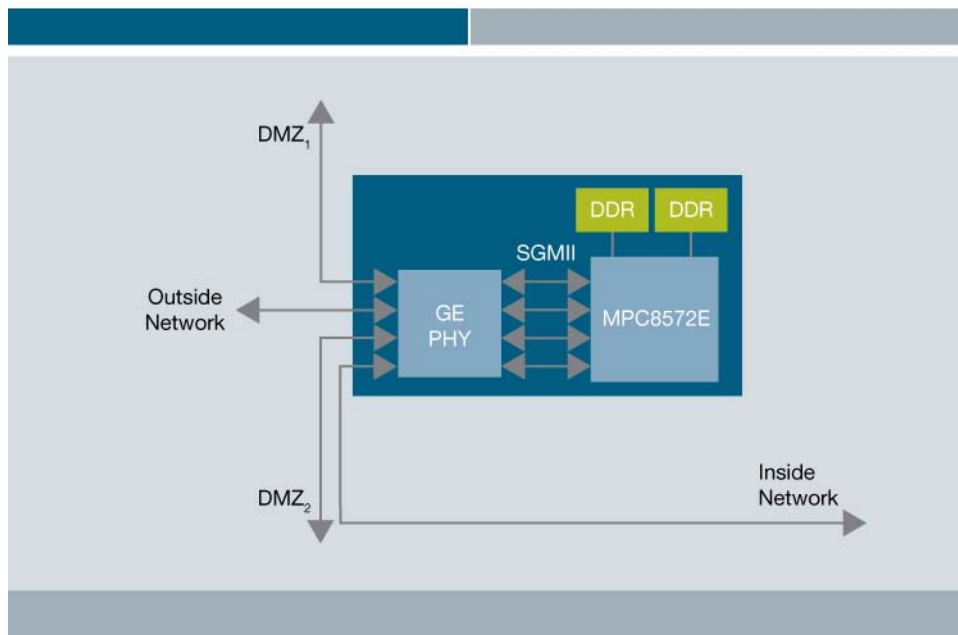 DMZ₁
DDR DDR
SGMII
Outside
Network
GE
PHY
MPC8572E
Inside
Network
DMZ₂